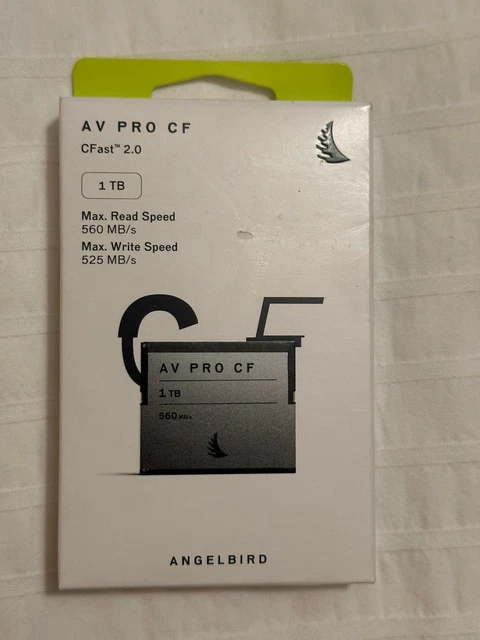 AV PRO CF
CFast™ 2.0
1 TB
Max. Read Speed
560 MB/s
Max. Write Speed
525 MB/s
CF
AV PRO CF
1 TB
560 MB/s
ANGELBIRD